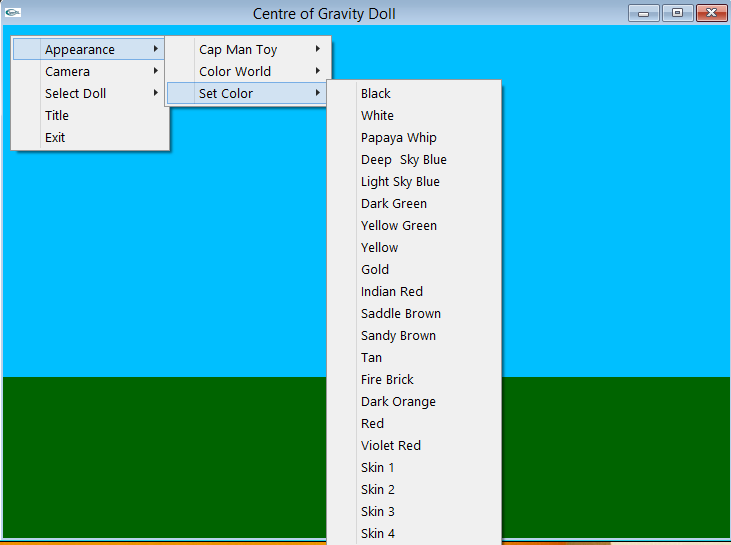 Centre of Gravity Doll
Appearance
Camera
Select Doll
Title
Exit
Cap Man Toy
Color World
Set Color
Black
White
Papaya Whip
Deep  Sky Blue
Light Sky Blue
Dark Green
Yellow Green
Yellow
Gold
Indian Red
Saddle Brown
Sandy Brown
Tan
Fire Brick
Dark Orange
Red
Violet Red
Skin 1
Skin 2
Skin 3
Skin 4